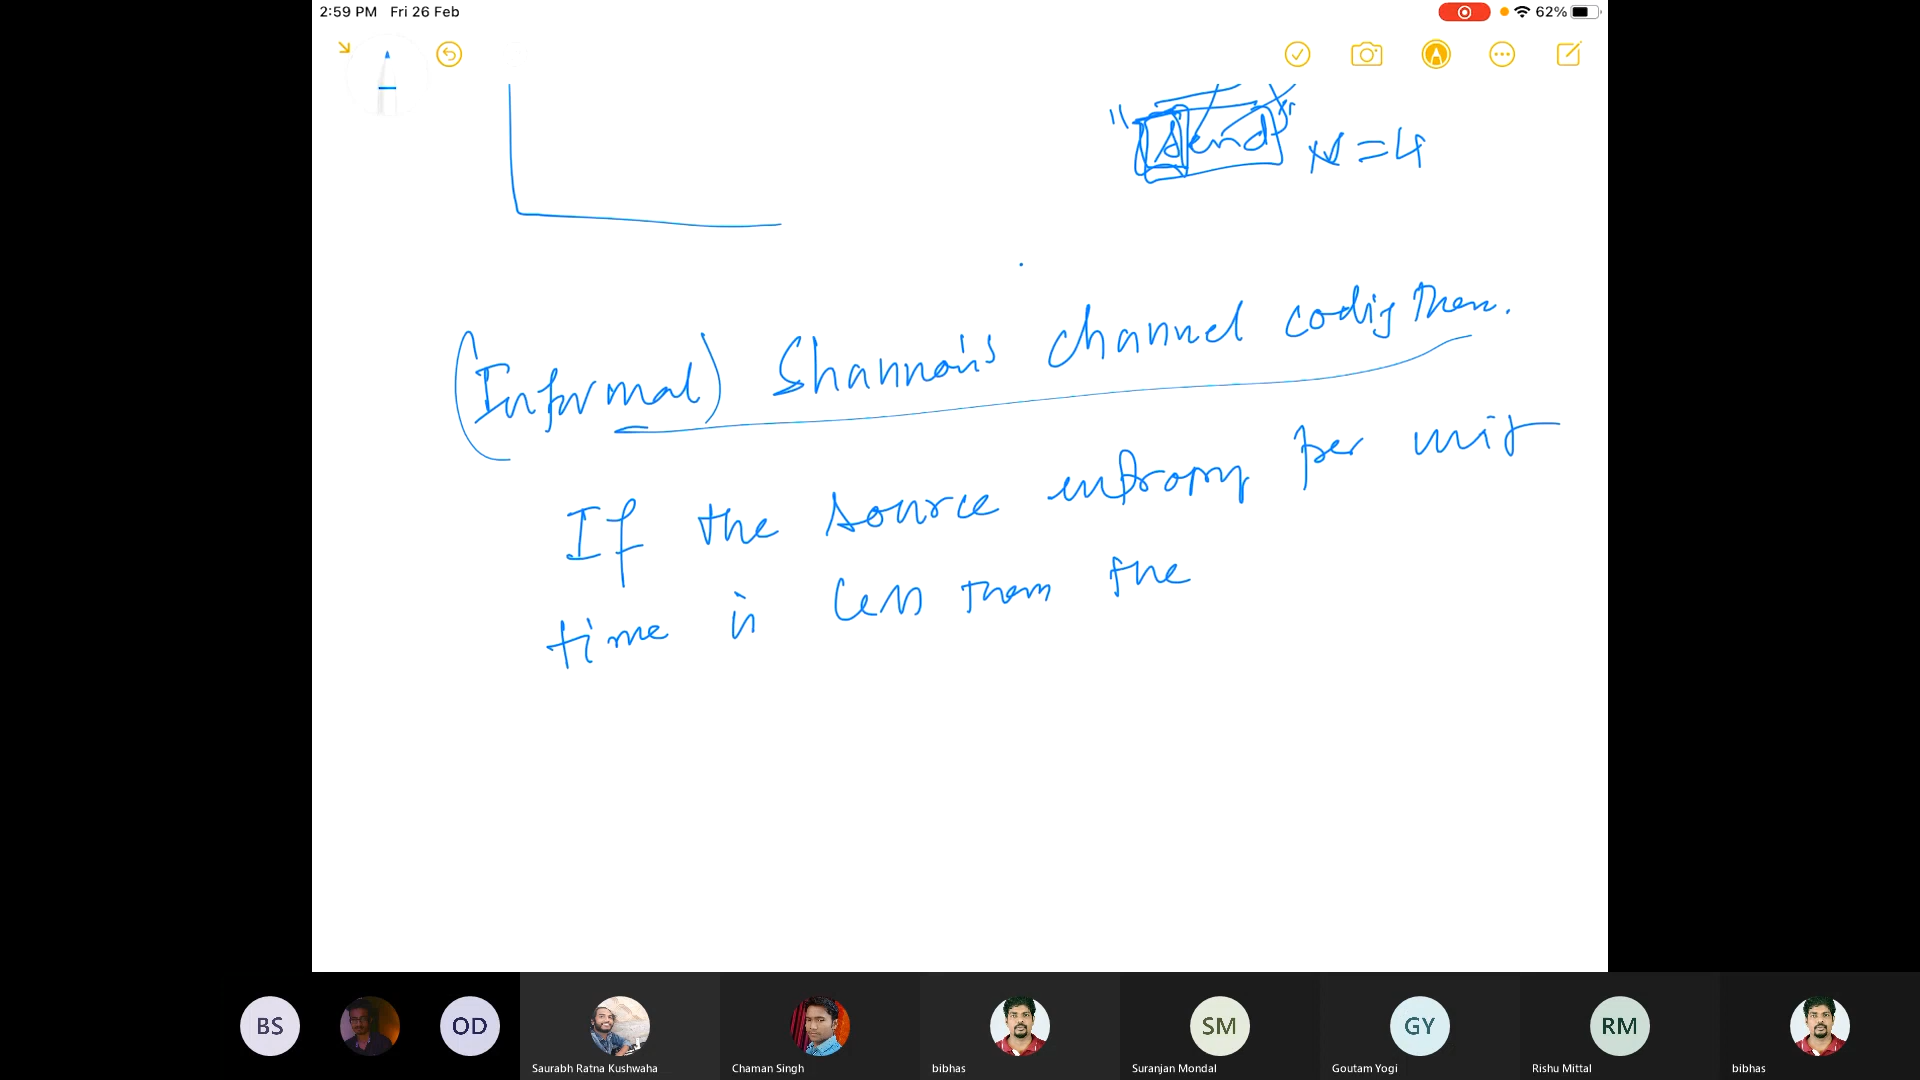 2:59 PM Fri 26 Feb
62%
"send" N = 4
(Informal) Shannon's channel coding Theor.
If the source entropy per unit
time is less than the
BS
OD
Saurabh Ratna Kushwaha
Chaman Singh
bibhas
SM
Suranjan Mondal
GY
Goutam Yogi
RM
Rishu Mittal
bibhas